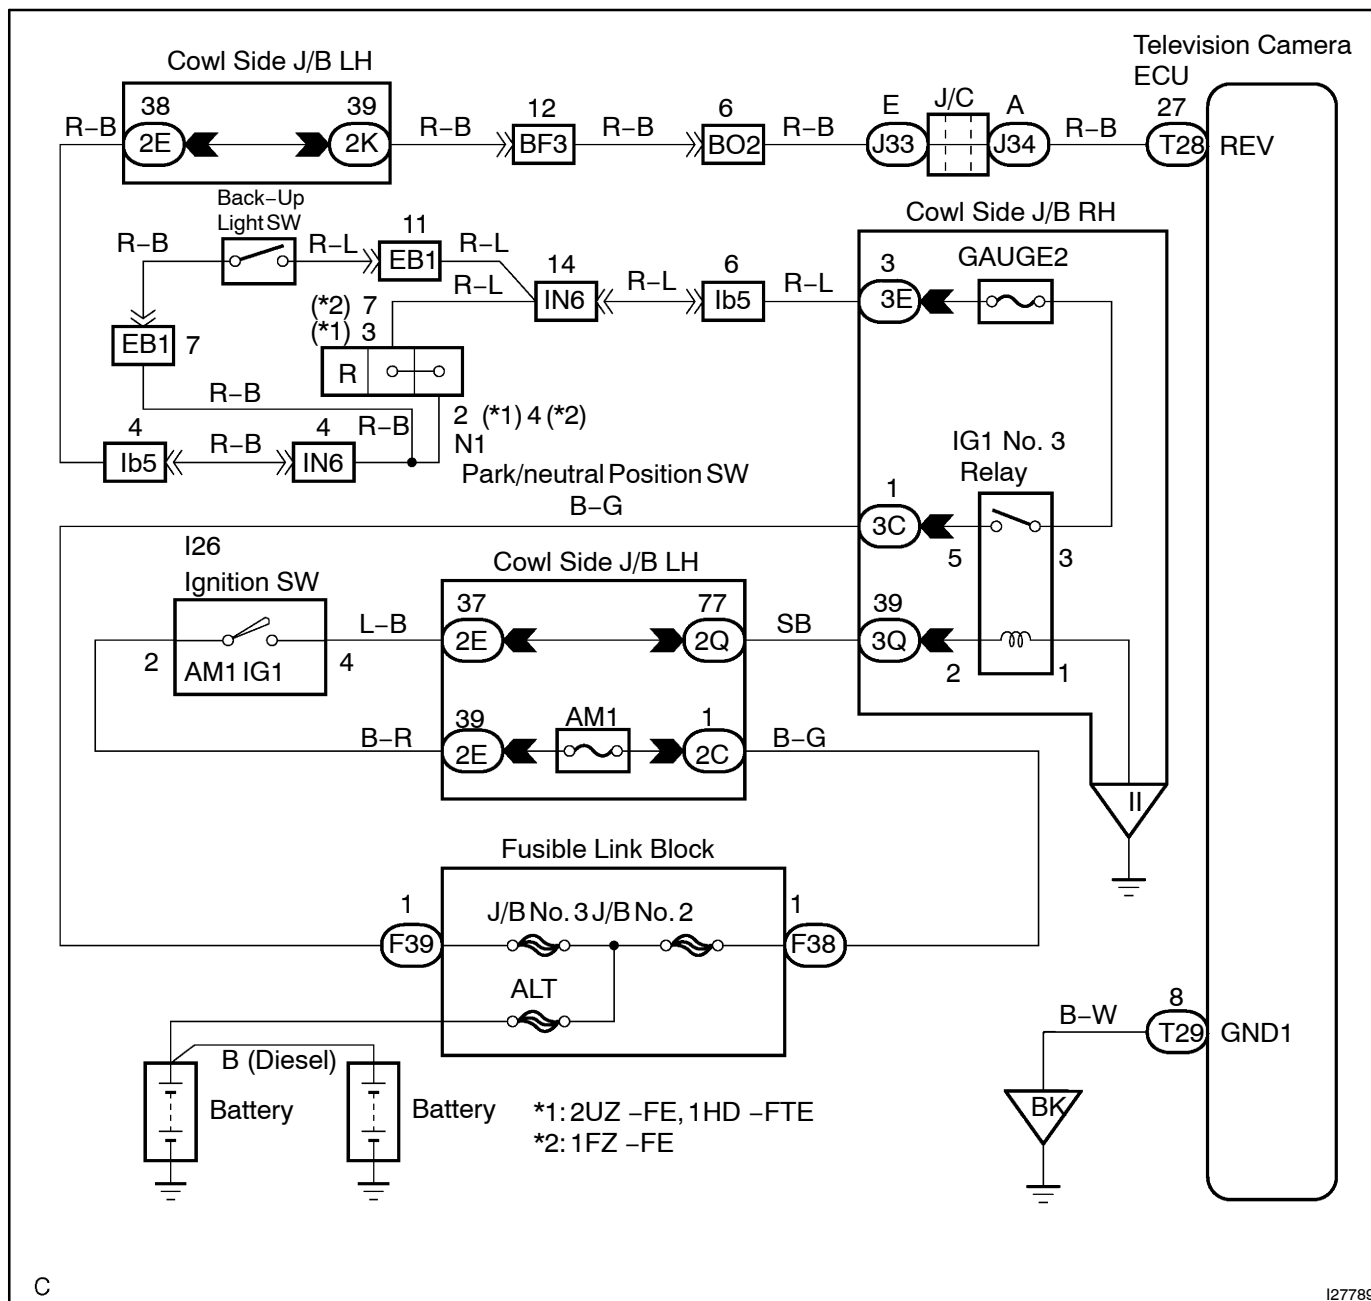 Television Camera
ECU
Cowl Side J/B LH
38
39
12
6
E
J/C
A
27
R–B
2E
2K
R–B
BF3
R–B
BO2
R–B
J33
J34
R–B
T28
REV
Back–Up
Light SW
Cowl Side J/B RH
R–B
R–L
11
EB1
R–L
GAUGE2
R–L
14
IN6
R–L
6
Ib5
R–L
3
3E
(*2) 7
(*1) 3
EB1
7
R
R–B
R–B
2 (*1) 4 (*2)
N1
4
Ib5
R–B
4
IN6
Park/neutral Position SW
IG1 No. 3
Relay
B–G
1
3C
5
3
I26
Ignition SW
Cowl Side J/B LH
37
77
39
L–B
2E
2Q
SB
3Q
2
AM1 IG1
4
2
1
39
AM1
1
B–R
2E
2C
B–G
II
Fusible Link Block
1
J/B No. 3 J/B No. 2
1
F39
F38
ALT
8
B–W
T29
GND1
B (Diesel)
Battery
Battery
BK
*1: 2UZ –FE, 1HD –FTE
*2: 1FZ –FE
C
I27789